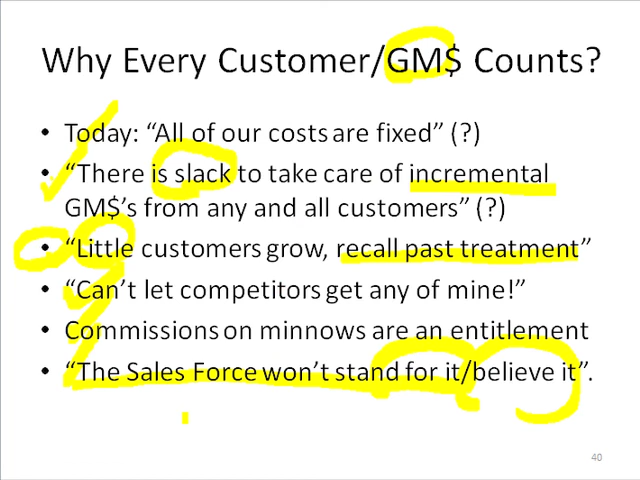 Why Every Customer/GM$ Counts?
• Today: “All of our costs are fixed” (?)
• “There is slack to take care of incremental
GM$’s from any and all customers” (?)
• “Little customers grow, recall past treatment”
• “Can’t let competitors get any of mine!”
• Commissions on minnows are an entitlement
• “The Sales Force won’t stand for it/believe it”.
40